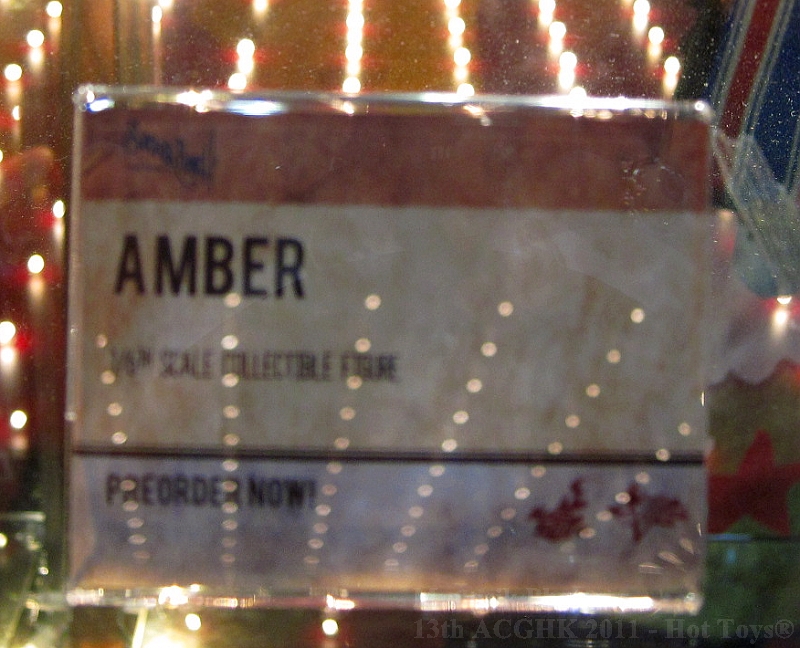 AMBER
1/6TH SCALE COLLECTIBLE FIGURE
PREORDER NOW!
13th ACGHK 2011 - Hot Toys®